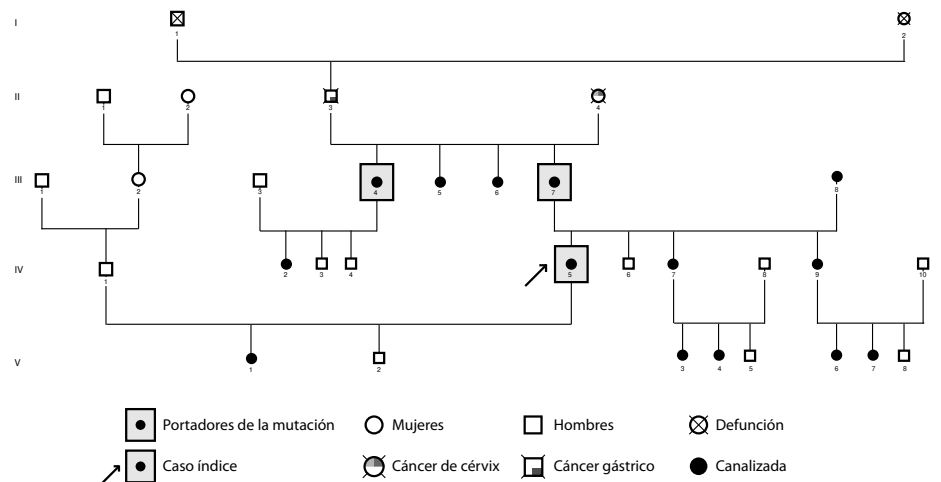 I
1 2
II
1 2 3 4
III
1 2 3 4 5 6 7 8
IV
1 2 3 4 5 6 7 8 9 10
V
1 2 3 4 5 6 7 8
Portadores de la mutación Mujeres Hombres Defunción
Caso índice Cáncer de cérvix Cáncer gástrico Canalizada